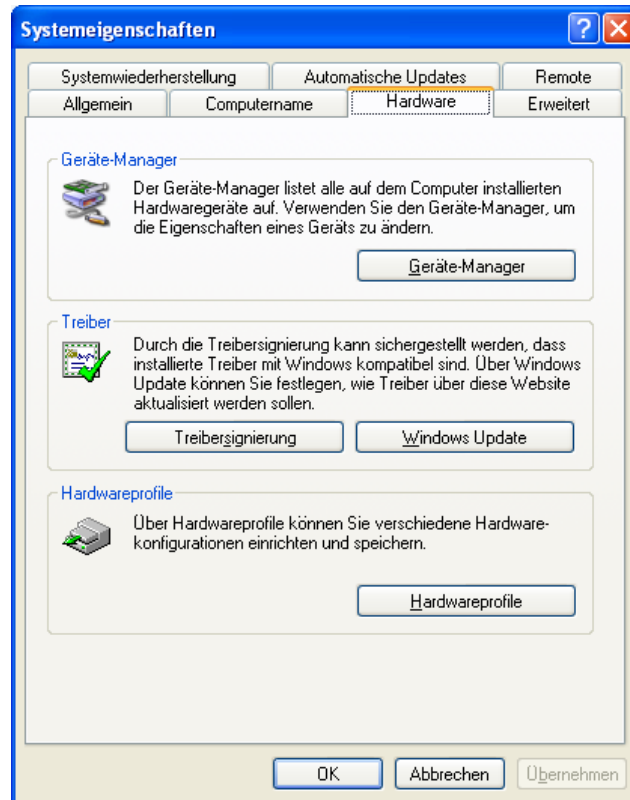 Systemeigenschaften
Systemwiederherstellung Automatische Updates Remote
Allgemein Computername Hardware Erweitert
Geräte-Manager
Der Geräte-Manager listet alle auf dem Computer installierten
Hardwaregeräte auf. Verwenden Sie den Geräte-Manager, um
die Eigenschaften eines Geräts zu ändern.
Geräte-Manager
Treiber
Durch die Treibersignierung kann sichergestellt werden, dass
installierte Treiber mit Windows kompatibel sind. Über Windows
Update können Sie festlegen, wie Treiber über diese Website
aktualisiert werden sollen.
Treibersignierung Windows Update
Hardwareprofile
Über Hardwareprofile können Sie verschiedene Hardware-
konfigurationen einrichten und speichern.
Hardwareprofile
OK Abbrechen Übernehmen